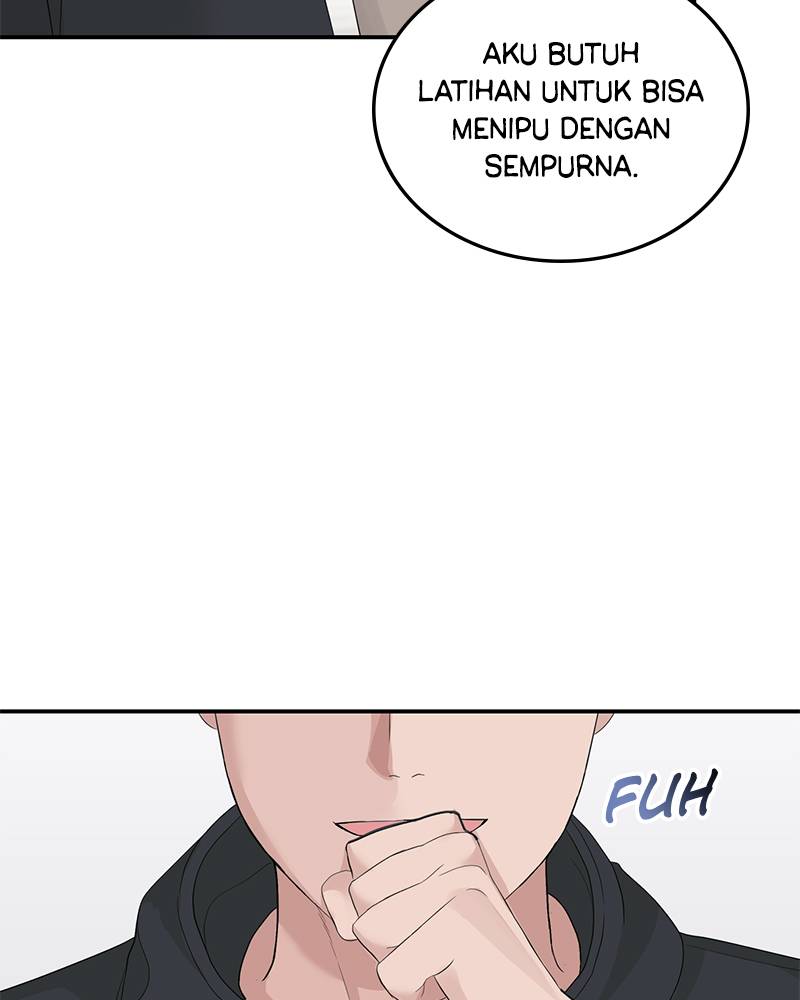 AKU BUTUH
LATIHAN UNTUK BISA
MENIPU DENGAN
SEMPURNA.
FUH